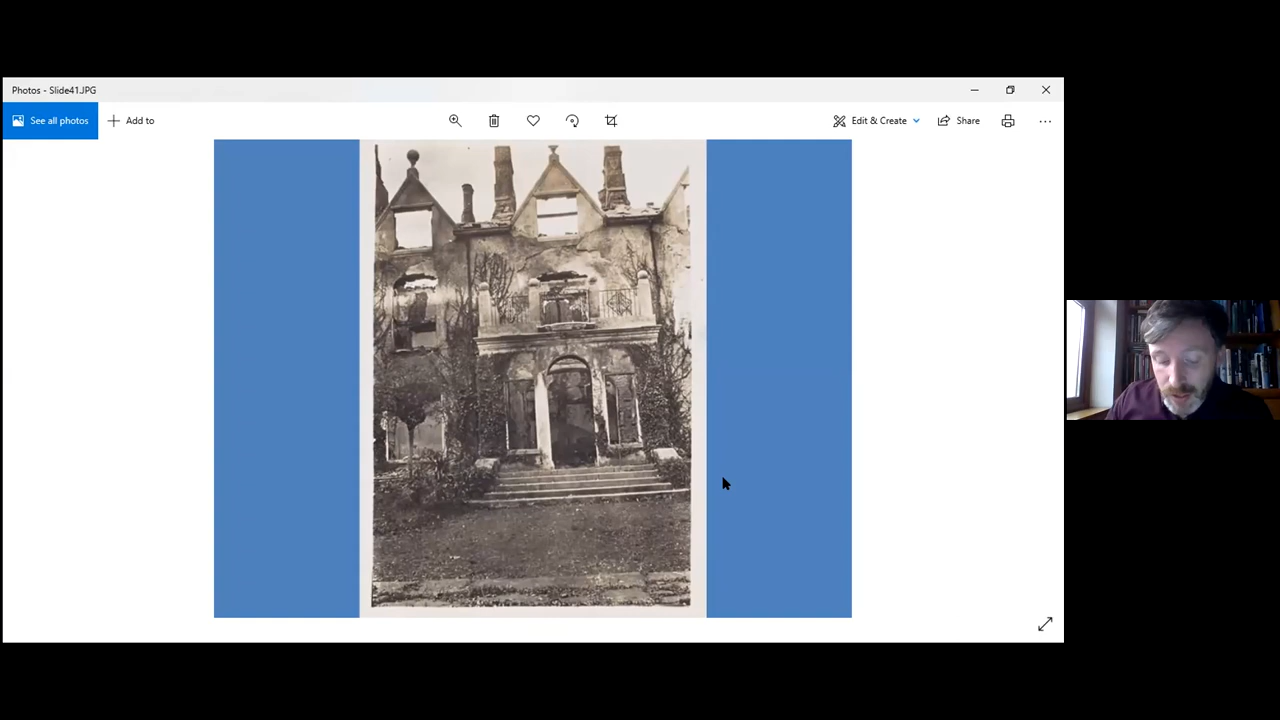 Photos - Slide41.JPG
See all photos
Add to
Edit & Create
Share